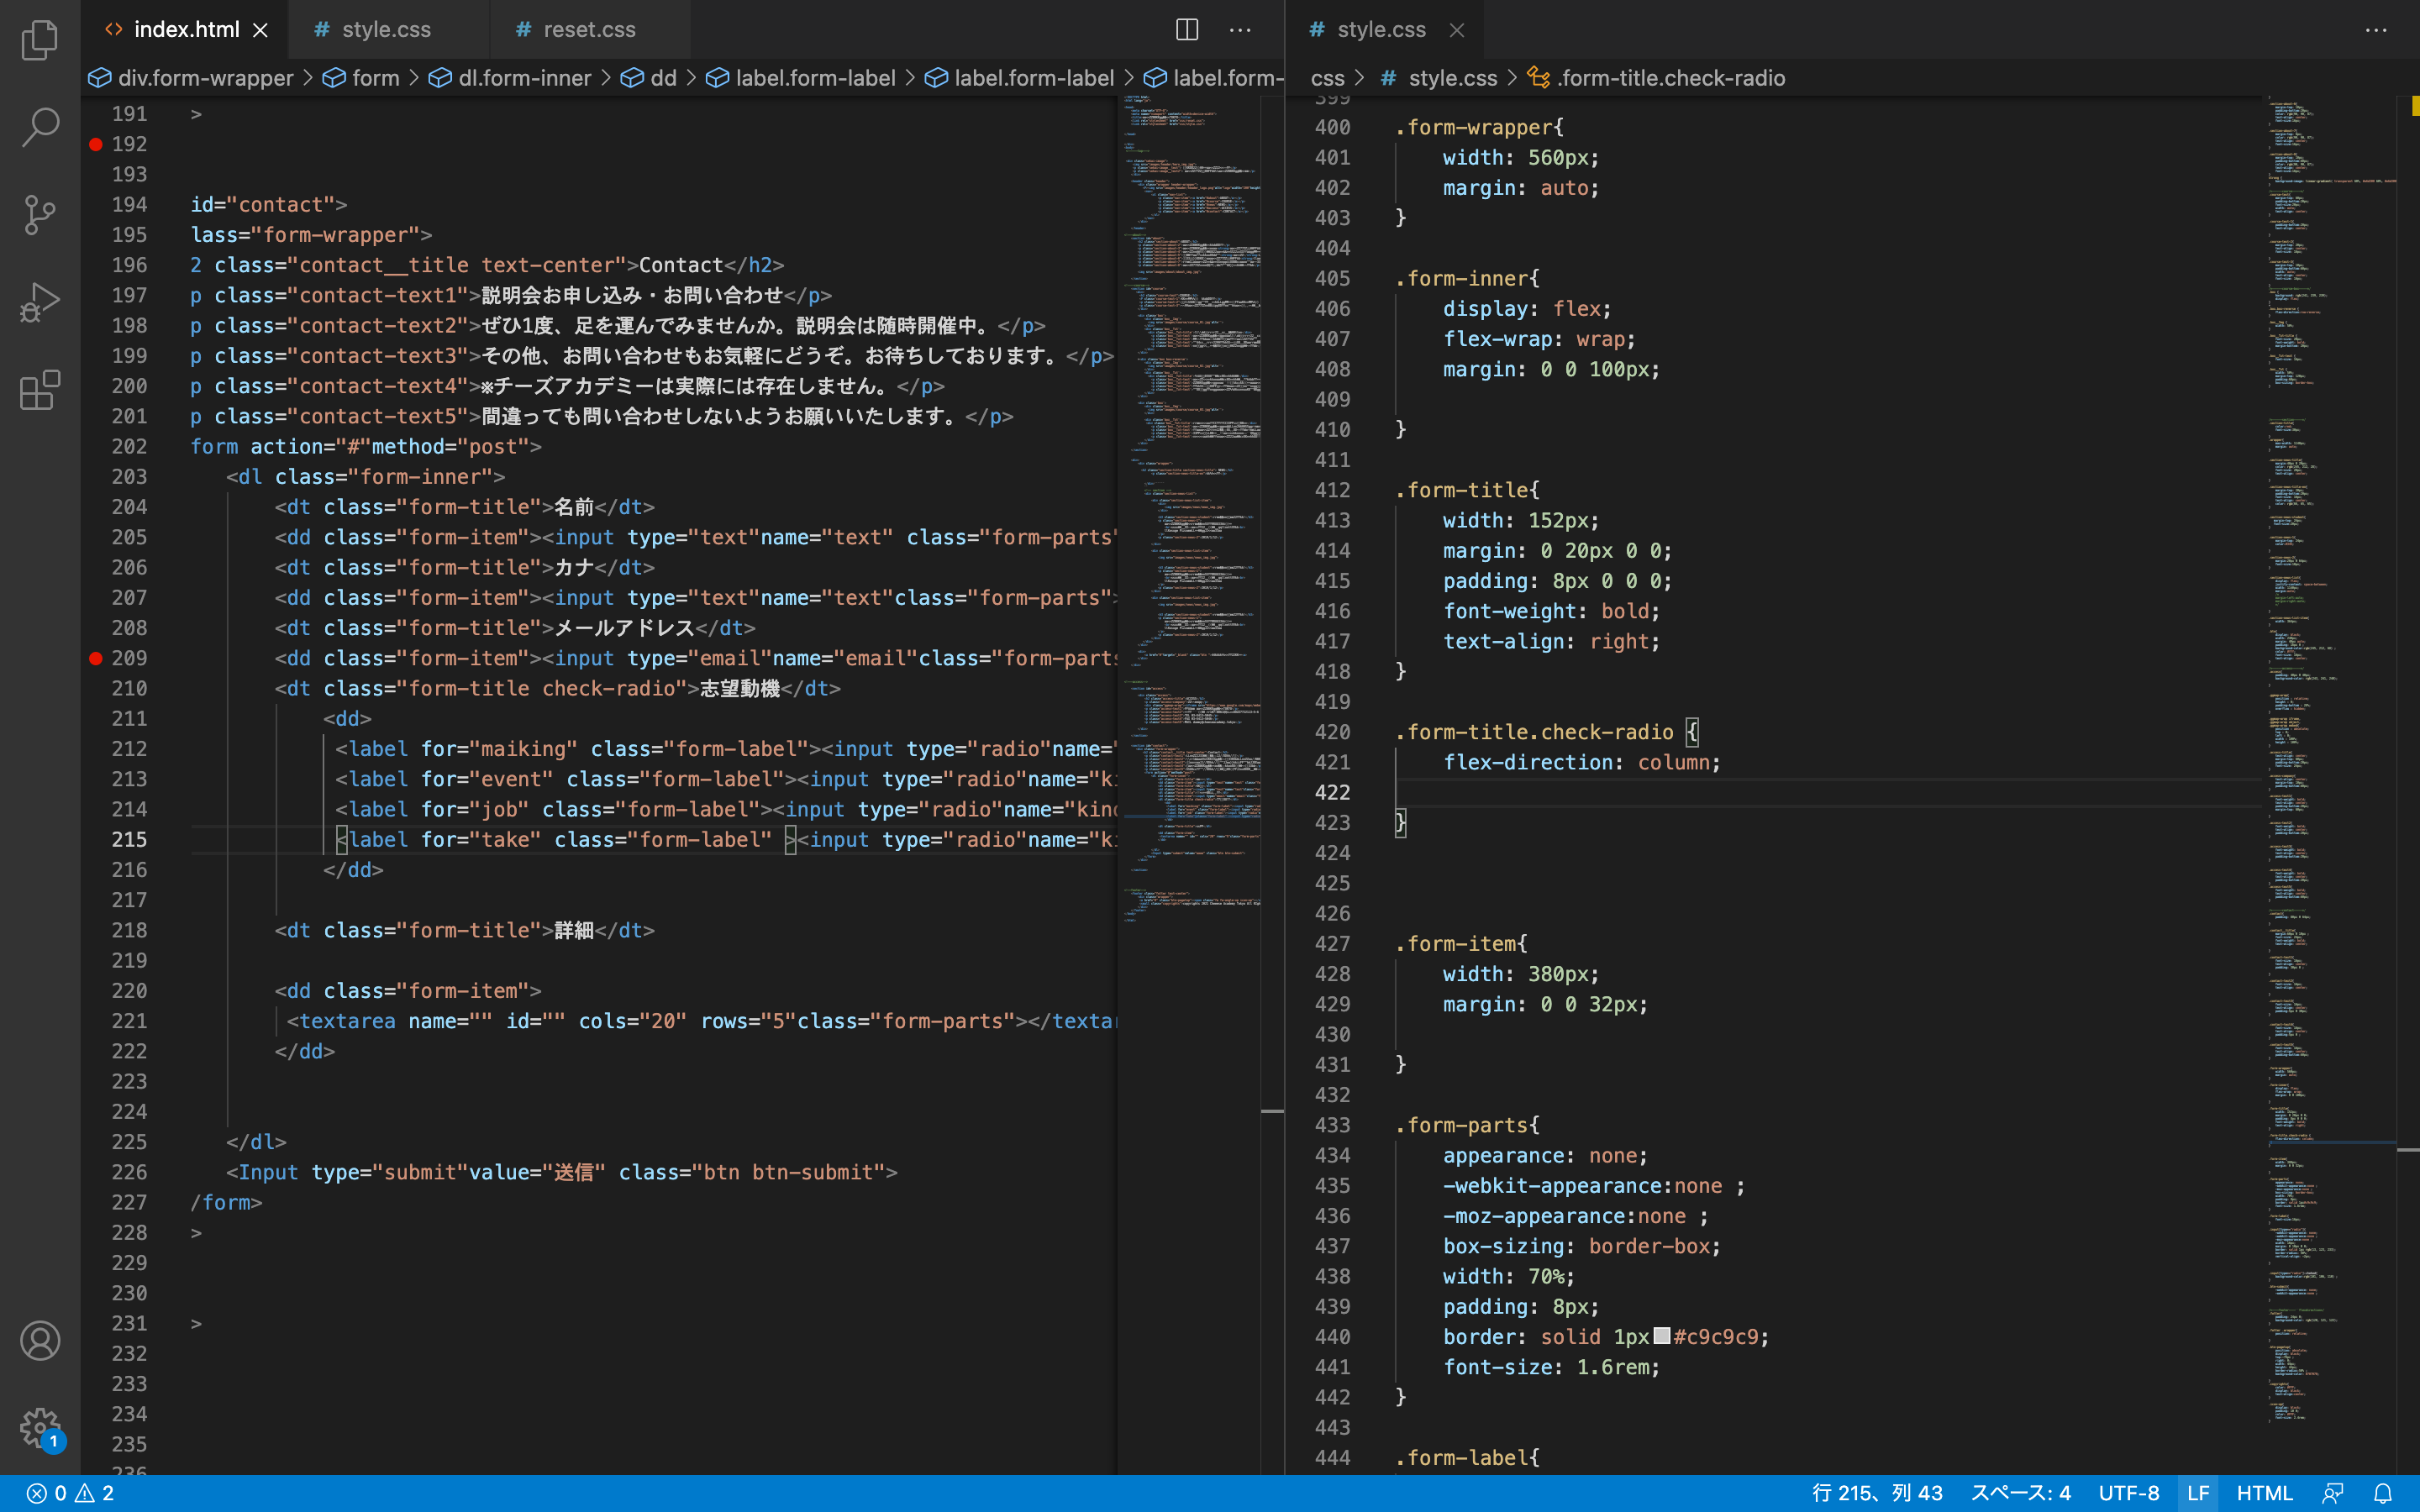 index.html
style.css
reset.css
style.css
div.form-wrapper > form > dl.form-inner > dd > label.form-label > label.form-label > label.form-
css > style.css > .form-title.check-radio
191 >
192
193
194 id="contact">
195 lass="form-wrapper">
196 2 class="contact__title text-center">Contact</h2>
197 p class="contact-text1">説明会お申し込み・お問い合わせ</p>
198 p class="contact-text2">ぜひ1度、足を運んでみませんか。説明会は随時開催中。</p>
199 p class="contact-text3">その他、お問い合わせもお気軽にどうぞ。お待ちしております。</p>
200 p class="contact-text4">※チーズアカデミーは実際には存在しません。</p>
201 p class="contact-text5">間違っても問い合わせしないようお願いいたします。</p>
202 form action="#"method="post">
203 <dl class="form-inner">
204 <dt class="form-title">名前</dt>
205 <dd class="form-item"><input type="text"name="text" class="form-parts"
206 <dt class="form-title">カナ</dt>
207 <dd class="form-item"><input type="text"name="text"class="form-parts">
208 <dt class="form-title">メールアドレス</dt>
209 <dd class="form-item"><input type="email"name="email"class="form-parts
210 <dt class="form-title check-radio">志望動機</dt>
211 <dd>
212 <label for="maiking" class="form-label"><input type="radio"name="
213 <label for="event" class="form-label"><input type="radio"name="ki
214 <label for="job" class="form-label"><input type="radio"name="kind
215 <label for="take" class="form-label" ><input type="radio"name="ki
216 </dd>
217
218 <dt class="form-title">詳細</dt>
219
220 <dd class="form-item">
221 <textarea name="" id="" cols="20" rows="5"class="form-parts"></textar
222 </dd>
223
224
225 </dl>
226 <Input type="submit"value="送信" class="btn btn-submit">
227 /form>
228 >
229
230
231 >
232
233
234
235
236
399
400 .form-wrapper{
401 width: 560px;
402 margin: auto;
403 }
404
405 .form-inner{
406 display: flex;
407 flex-wrap: wrap;
408 margin: 0 0 100px;
409
410 }
411
412 .form-title{
413 width: 152px;
414 margin: 0 20px 0 0;
415 padding: 8px 0 0 0;
416 font-weight: bold;
417 text-align: right;
418 }
419
420 .form-title.check-radio {
421 flex-direction: column;
422
423 }
424
425
426
427 .form-item{
428 width: 380px;
429 margin: 0 0 32px;
430
431 }
432
433 .form-parts{
434 appearance: none;
435 -webkit-appearance:none ;
436 -moz-appearance:none ;
437 box-sizing: border-box;
438 width: 70%;
439 padding: 8px;
440 border: solid 1px #c9c9c9;
441 font-size: 1.6rem;
442 }
443
444 .form-label{
1
0 2
行 215、列 43
スペース: 4
UTF-8
LF
HTML